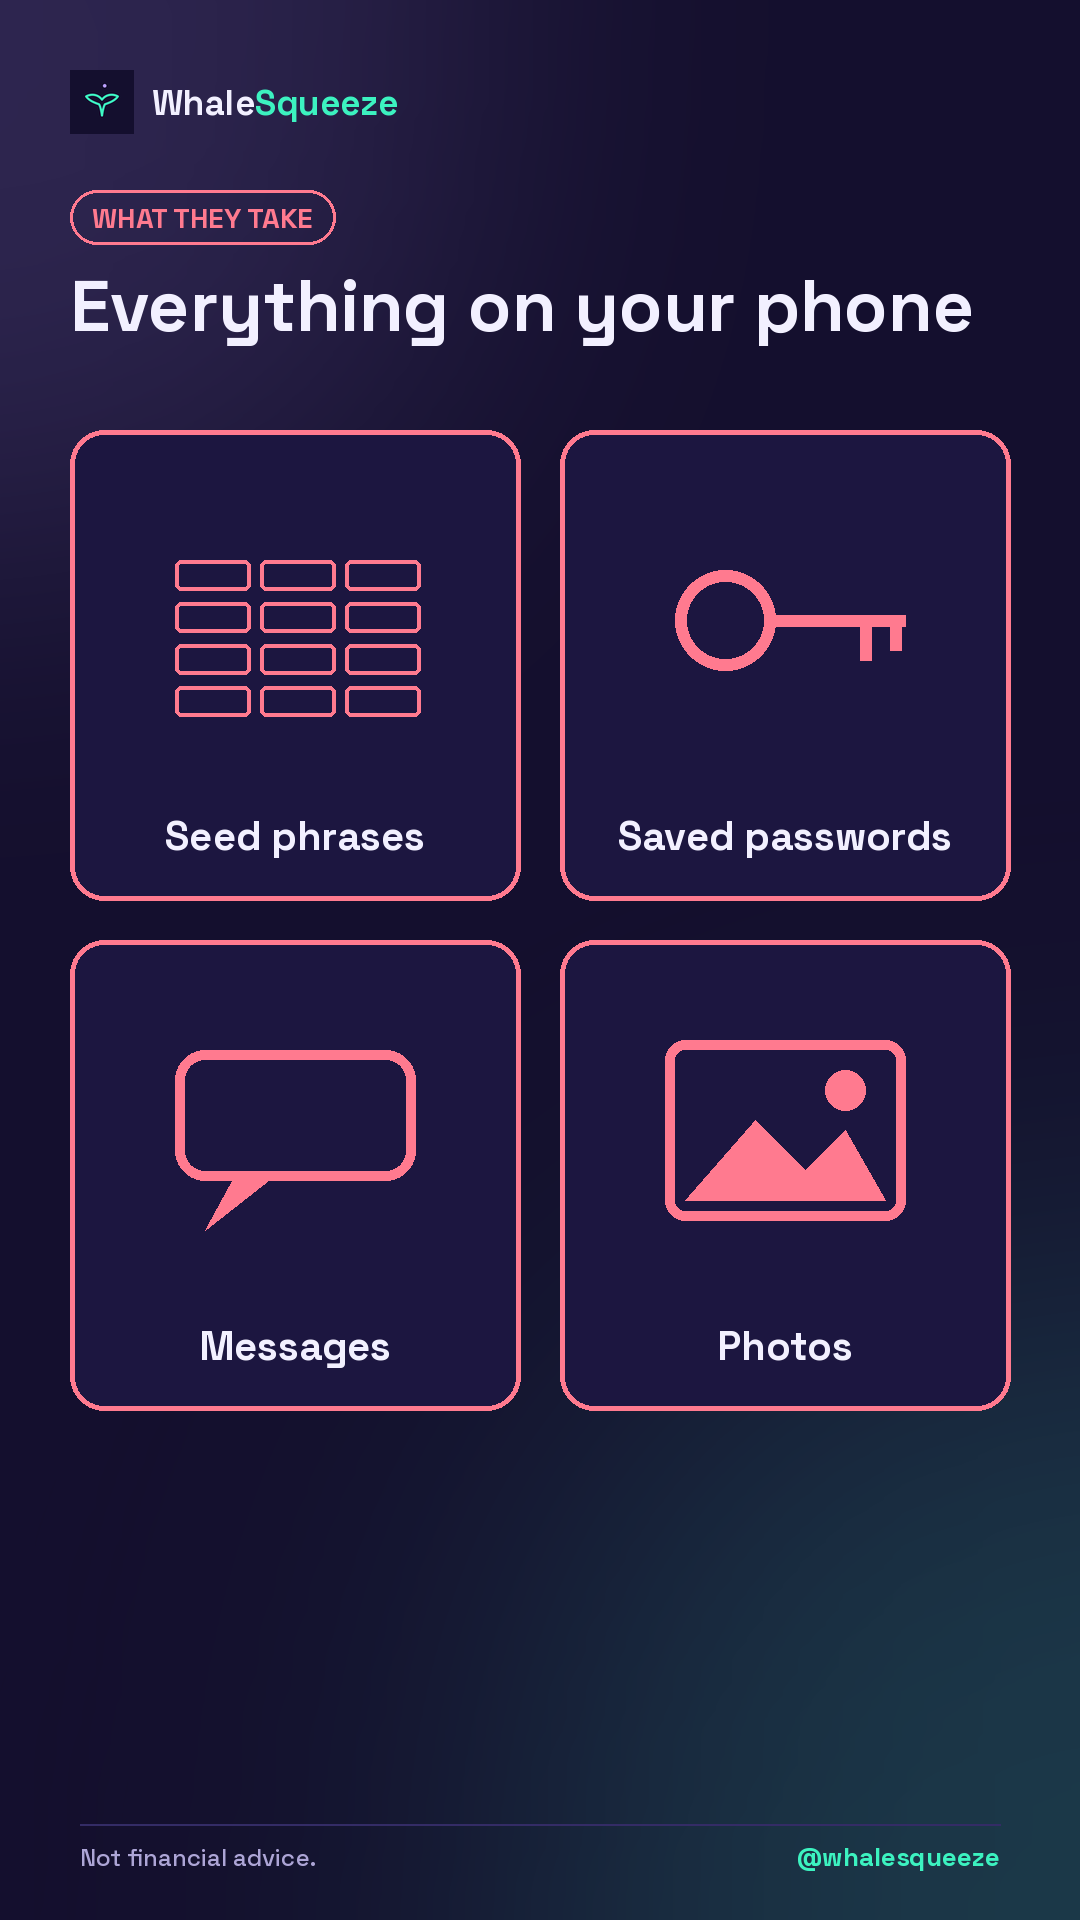 WhaleSqueeze
WHAT THEY TAKE
Everything on your phone
Seed phrases
Saved passwords
Messages
Photos
Not financial advice.
@whalesqueeze